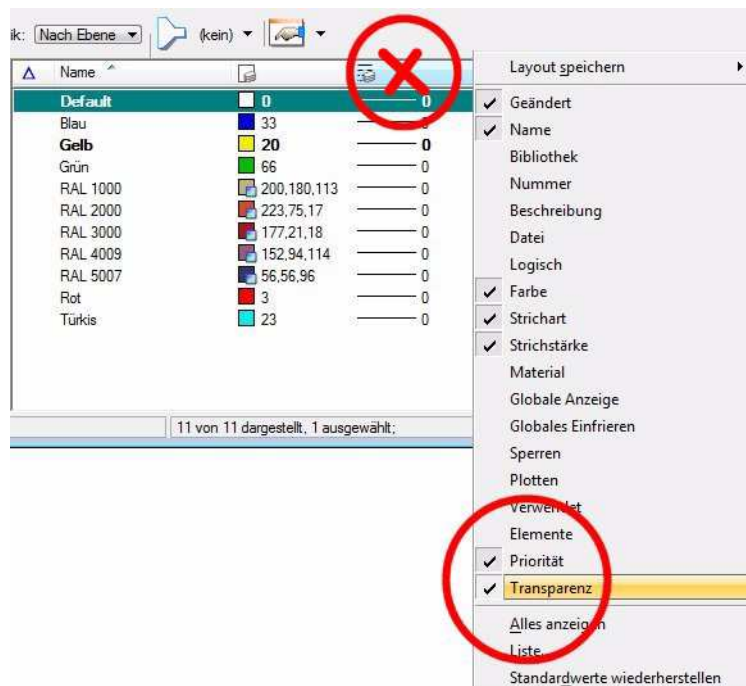 ik: Nach Ebene (kein)
Name
Default 0 0
Blau 33 0
Gelb 20 0
Grün 66 0
RAL 1000 200,180,113 0
RAL 2000 223,75,17 0
RAL 3000 177,21,18 0
RAL 4009 152,94,114 0
RAL 5007 56,56,96 0
Rot 3 0
Türkis 23 0
11 von 11 dargestellt, 1 ausgewählt;
Layout speichern
Geändert
Name
Bibliothek
Nummer
Beschreibung
Datei
Logisch
Farbe
Strichart
Strichstärke
Material
Globale Anzeige
Globales Einfrieren
Sperren
Plotten
Verwendet
Elemente
Priorität
Transparenz
Alles anzeigen
Liste...
Standardwerte wiederherstellen